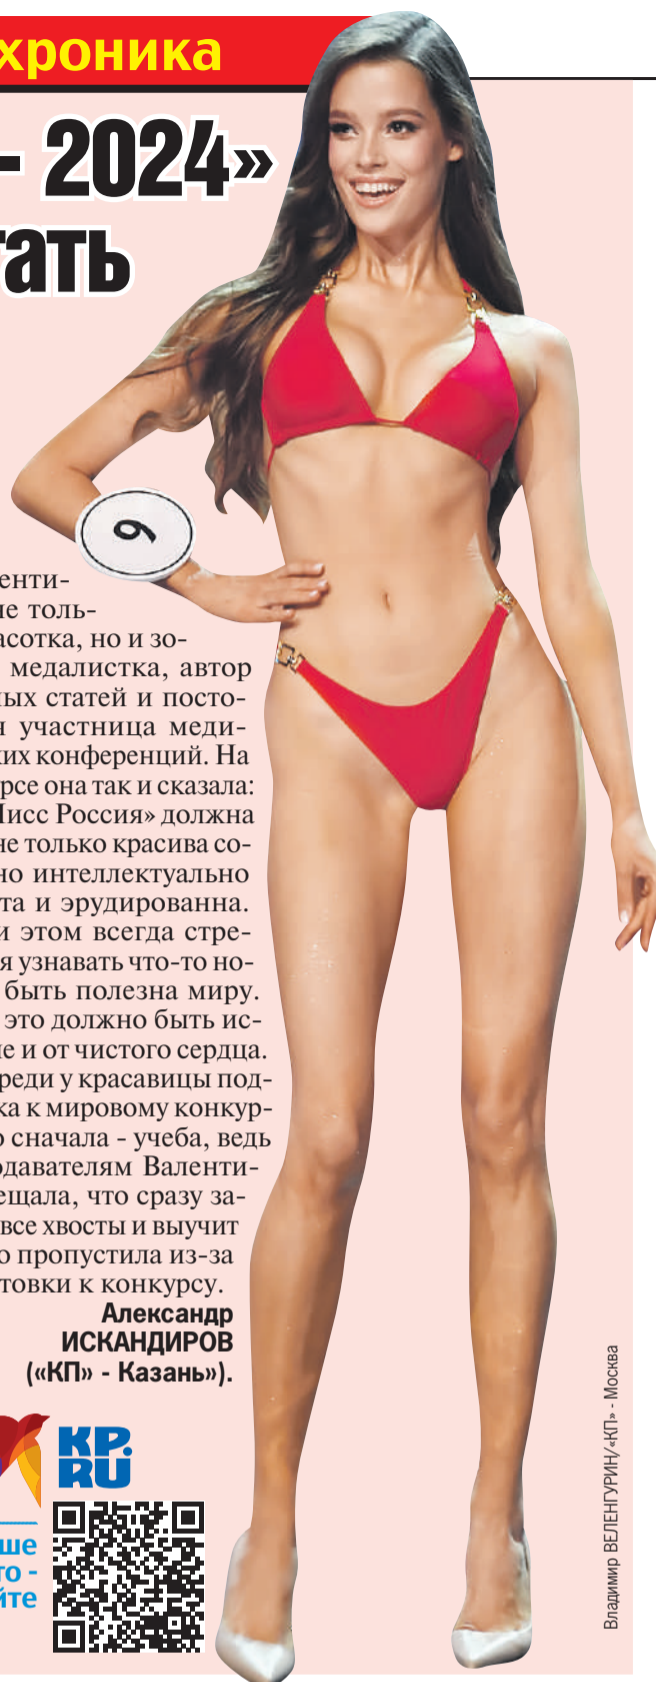 хроника
- 2024»
тать
енти-
не толь-
асотка, но и зо-
медалистка, автор
ных статей и посто-
я участница меди-
ких конференций. На
рсе она так и сказала:
Мисс Россия» должна
не только красива со-
но интеллектуально
та и эрудированна.
и этом всегда стре-
я узнавать что-то но-
быть полезна миру.
это должно быть ис-
не и от чистого сердца.
реди у красавицы под-
ка к мировому конкур-
о сначала - учеба, ведь
одавателям Валенти-
ещала, что сразу за-
все хвосты и выучит
о пропустила из-за
товки к конкурсу.
Александр
ИСКАНДИРОВ
(«КП» - Казань»).
9
KP.
RU
ше
то -
йте
Владимир ВЕЛЕНГУРИН/«КП» - Москва